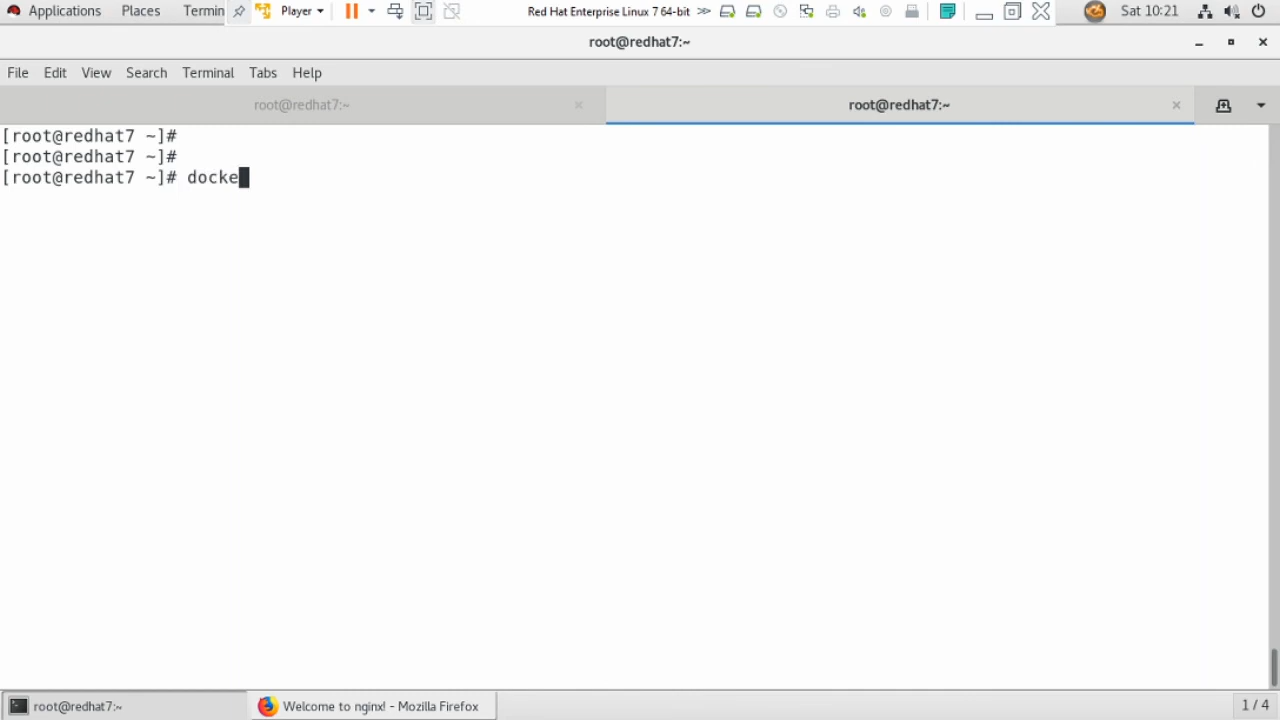 Applications Places Termin Player Red Hat Enterprise Linux 7 64-bit Sat 10:21
root@redhat7:~
File Edit View Search Terminal Tabs Help
root@redhat7:~ root@redhat7:~
[root@redhat7 ~]#
[root@redhat7 ~]#
[root@redhat7 ~]# docke
root@redhat7:~ Welcome to nginx! - Mozilla Firefox 1 / 4